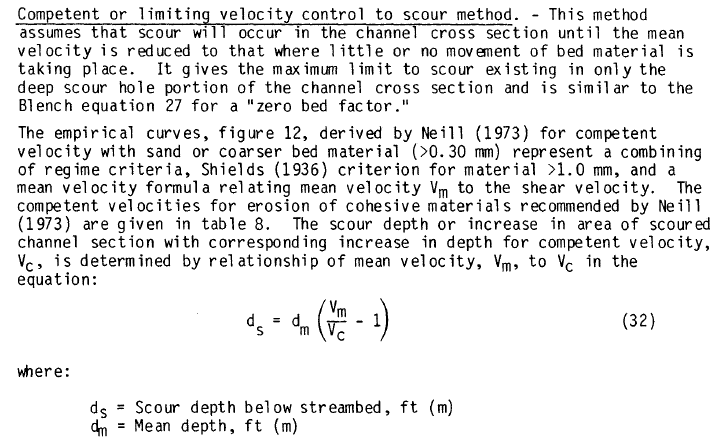 Competent or limiting velocity control to scour method. - This method
assumes that scour will occur in the channel cross section until the mean
velocity is reduced to that where little or no movement of bed material is
taking place. It gives the maximum limit to scour existing in only the
deep scour hole portion of the channel cross section and is similar to the
Blench equation 27 for a "zero bed factor."
The empirical curves, figure 12, derived by Neill (1973) for competent
velocity with sand or coarser bed material (>0.30 mm) represent a combining
of regime criteria, Shields (1936) criterion for material >1.0 mm, and a
mean velocity formula relating mean velocity Vm to the shear velocity. The
competent velocities for erosion of cohesive materials recommended by Neill
(1973) are given in table 8. The scour depth or increase in area of scoured
channel section with corresponding increase in depth for competent velocity,
Vc, is determined by relationship of mean velocity, Vm, to Vc in the
equation:
ds = dm (Vm/Vc - 1) (32)
where:
ds = Scour depth below streambed, ft (m)
dm = Mean depth, ft (m)